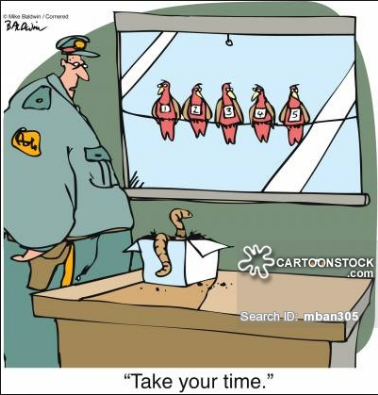 © Mike Baldwin / Cornered
BALDWIN
1 2 3 4 5
CARTOONSTOCK
.com
Search ID: mban305
"Take your time."